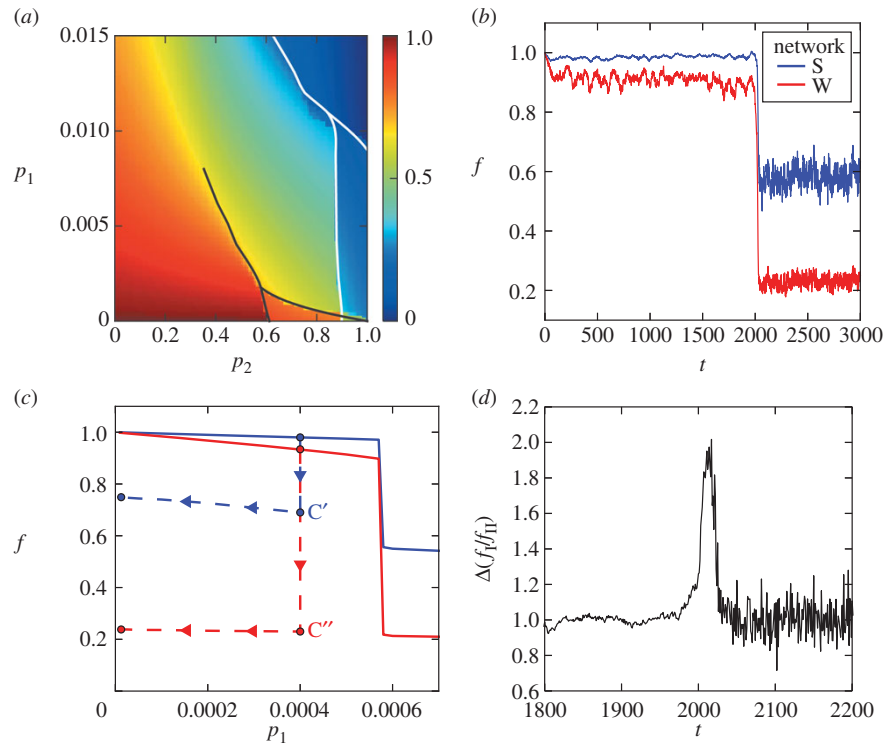 (a)
0.015
0.010
p1
0.005
0
0 0.2 0.4 0.6 0.8 1.0
p2
1.0
0.5
0
(b)
1.0
0.8
f
0.6
0.4
0.2
0 500 1000 1500 2000 2500 3000
t
network
S
W
(c)
1.0
0.8
f
0.6
0.4
0.2
C′
C″
0 0.0002 0.0004 0.0006
p1
(d)
2.2
2.0
1.8
1.6
Δ(fI/fII)
1.4
1.2
1.0
0.8
0.6
1800 1900 2000 2100 2200
t